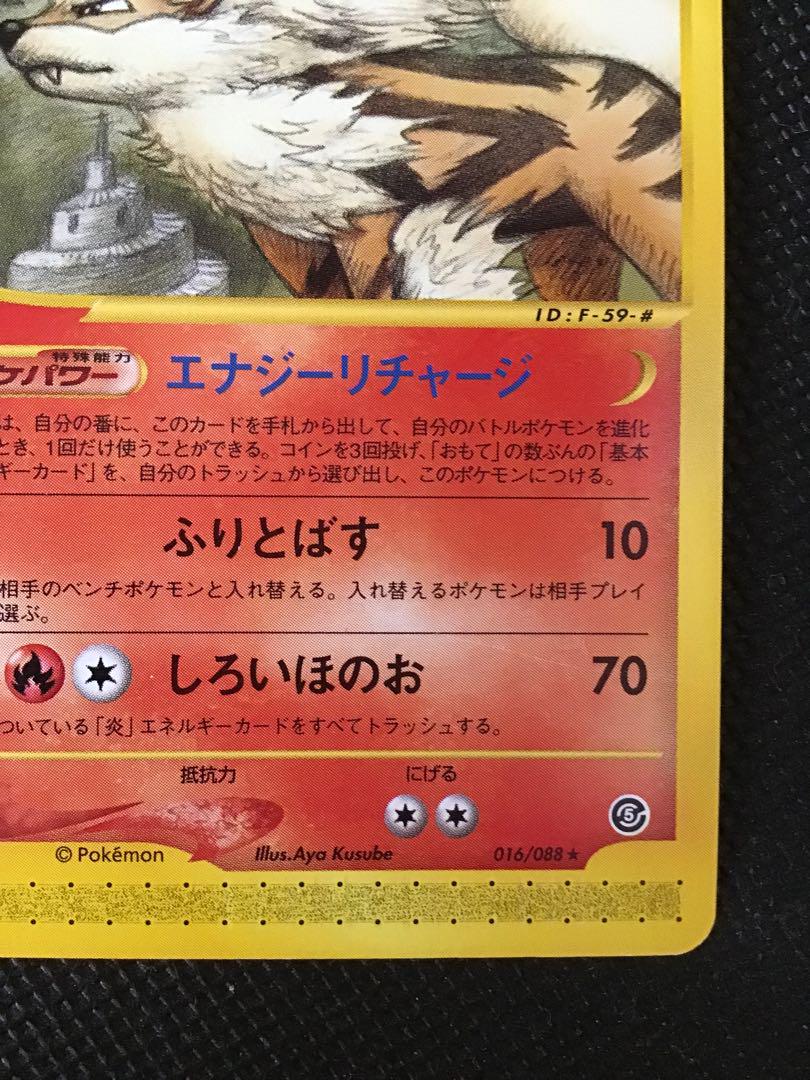 ID:F-59-#
特殊能力
ケパワー エナジーリチャージ
は、自分の番に、このカードを手札から出して、自分のバトルポケモンを進化
とき、1回だけ使うことができる。コインを3回投げ、「おもて」の数ぶんの「基本
ギーカード」を、自分のトラッシュから選び出し、このポケモンにつける。
ふりとばす 10
相手のベンチポケモンと入れ替える。入れ替えるポケモンは相手プレイ
選ぶ。
しろいほのお 70
ついている「炎」エネルギーカードをすべてトラッシュする。
抵抗力 にげる
5
© Pokémon Illus.Aya Kusube 016/088★